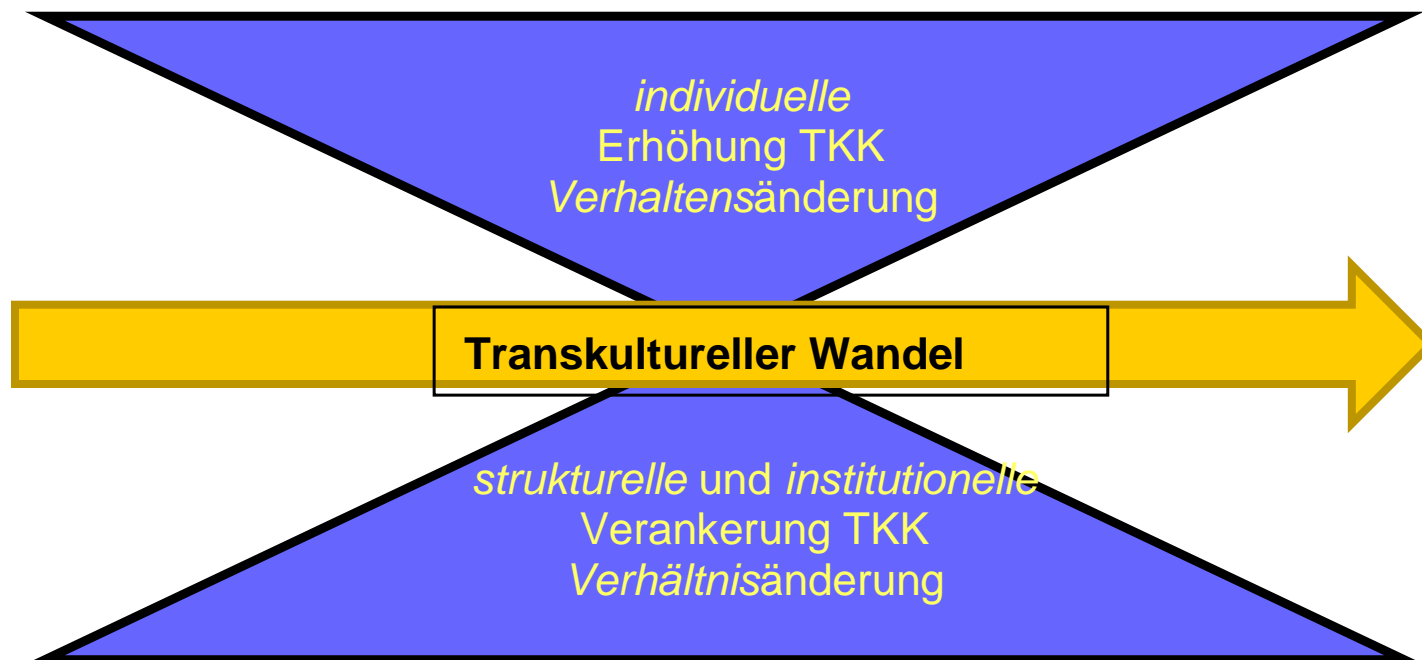 individuelle
Erhöhung TKK
Verhaltensänderung
Transkultureller Wandel
strukturelle und institutionelle
Verankerung TKK
Verhältnisänderung